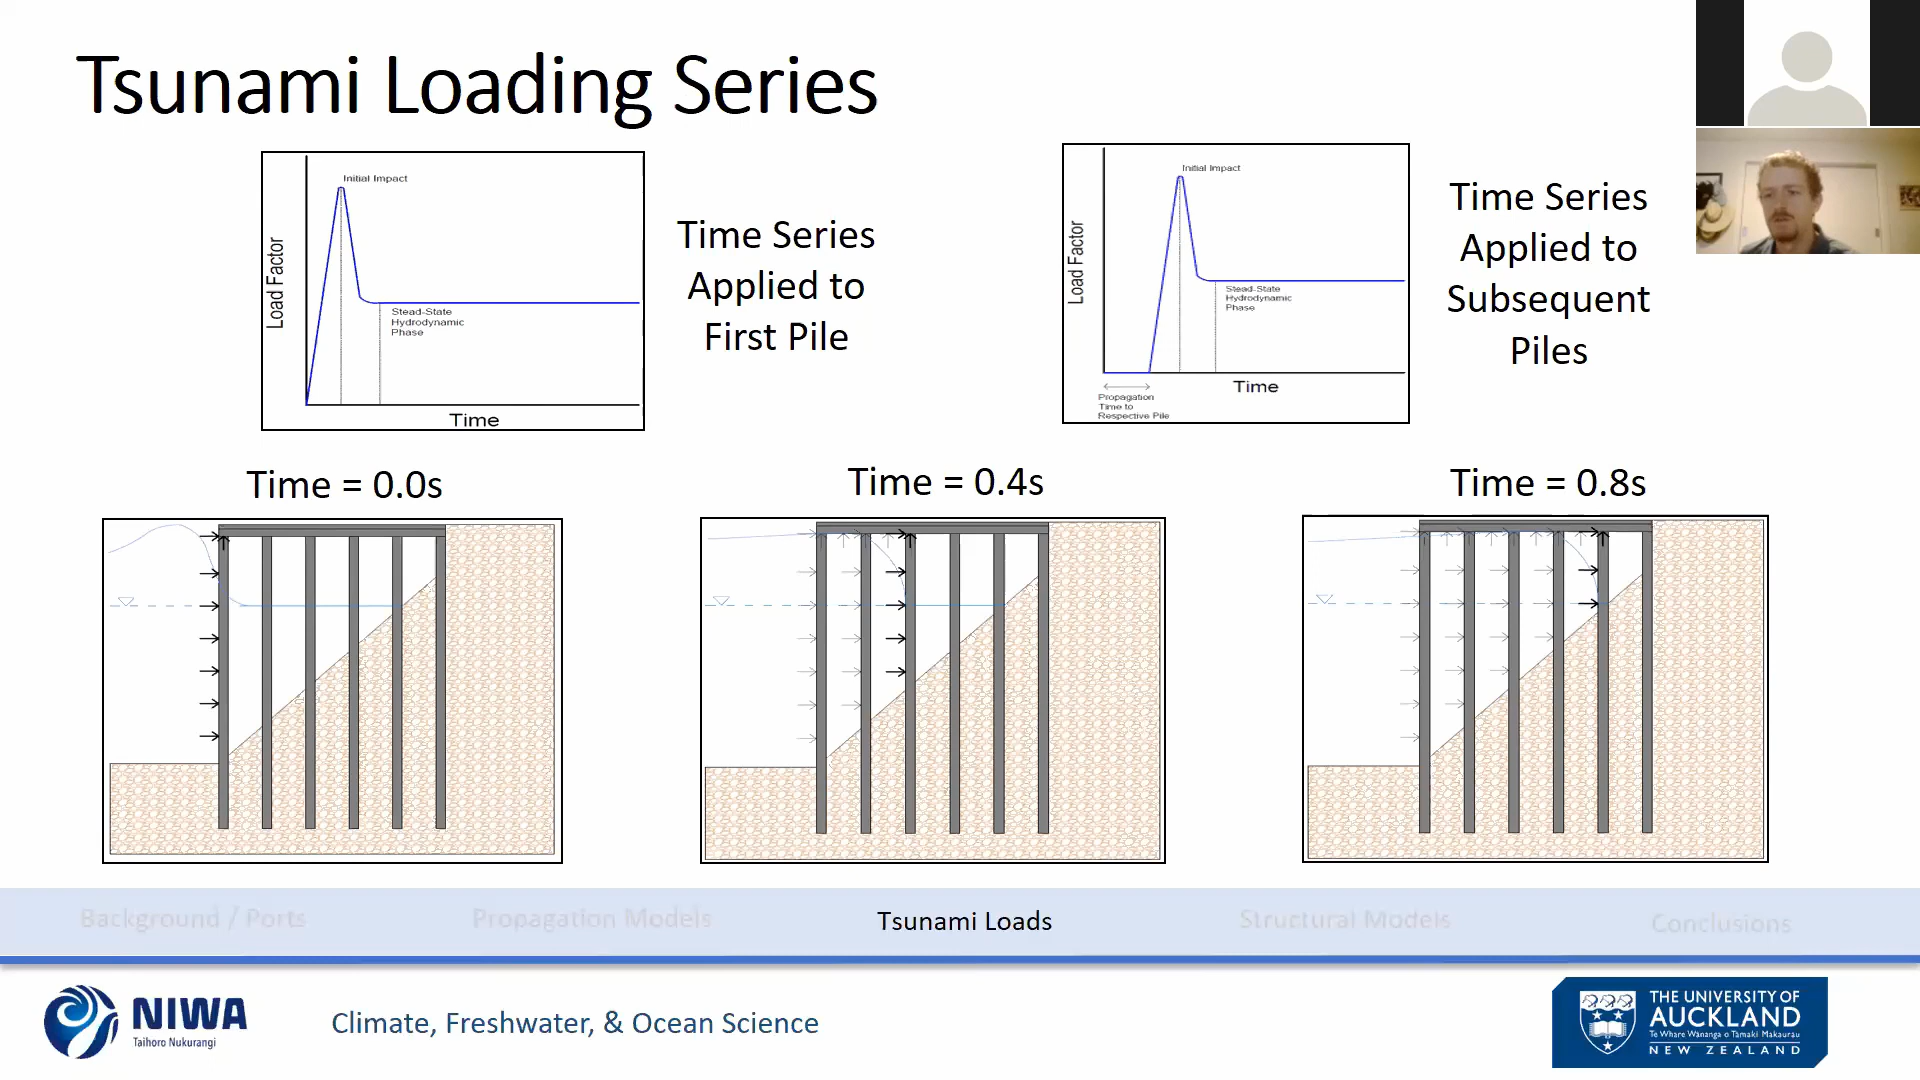 Tsunami Loading Series
Initial Impact
Load Factor
Stead-State
Hydrodynamic
Phase
Time
Time Series
Applied to
First Pile
Initial Impact
Load Factor
Stead-State
Hydrodynamic
Phase
Time
Propagation
Time to
Respective Pile
Time Series
Applied to
Subsequent
Piles
Time = 0.0s
Time = 0.4s
Time = 0.8s
Background / Ports
Propagation Models
Tsunami Loads
Structural Models
Conclusions
NIWA
Taihoro Nukurangi
Climate, Freshwater, & Ocean Science
THE UNIVERSITY OF
AUCKLAND
Te Whare Wānanga o Tāmaki Makaurau
NEW ZEALAND